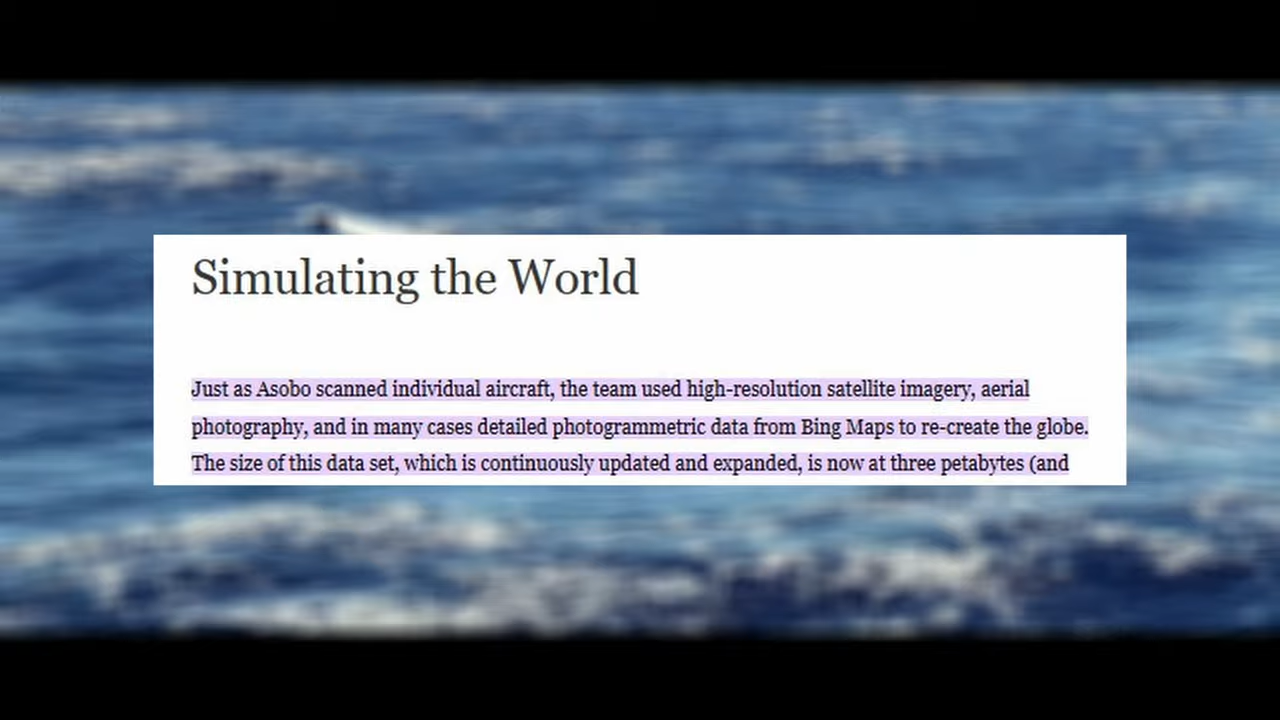 Simulating the World
Just as Asobo scanned individual aircraft, the team used high-resolution satellite imagery, aerial
photography, and in many cases detailed photogrammetric data from Bing Maps to re-create the globe.
The size of this data set, which is continuously updated and expanded, is now at three petabytes (and